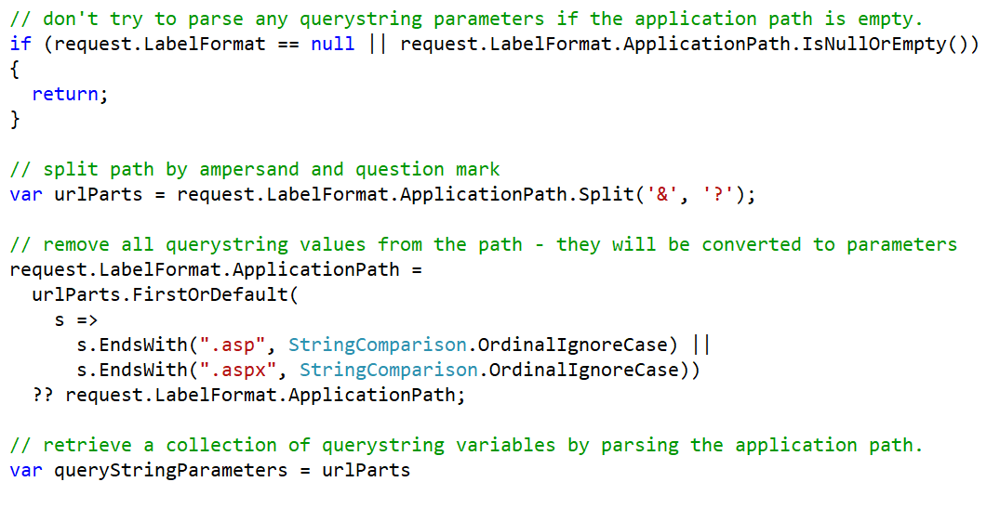 // don't try to parse any querystring parameters if the application path is empty.
if (request.LabelFormat == null || request.LabelFormat.ApplicationPath.IsNullOrEmpty())
{
  return;
}

// split path by ampersand and question mark
var urlParts = request.LabelFormat.ApplicationPath.Split('&', '?');

// remove all querystring values from the path - they will be converted to parameters
request.LabelFormat.ApplicationPath =
  urlParts.FirstOrDefault(
    s =>
      s.EndsWith(".asp", StringComparison.OrdinalIgnoreCase) ||
      s.EndsWith(".aspx", StringComparison.OrdinalIgnoreCase))
  ?? request.LabelFormat.ApplicationPath;

// retrieve a collection of querystring variables by parsing the application path.
var queryStringParameters = urlParts